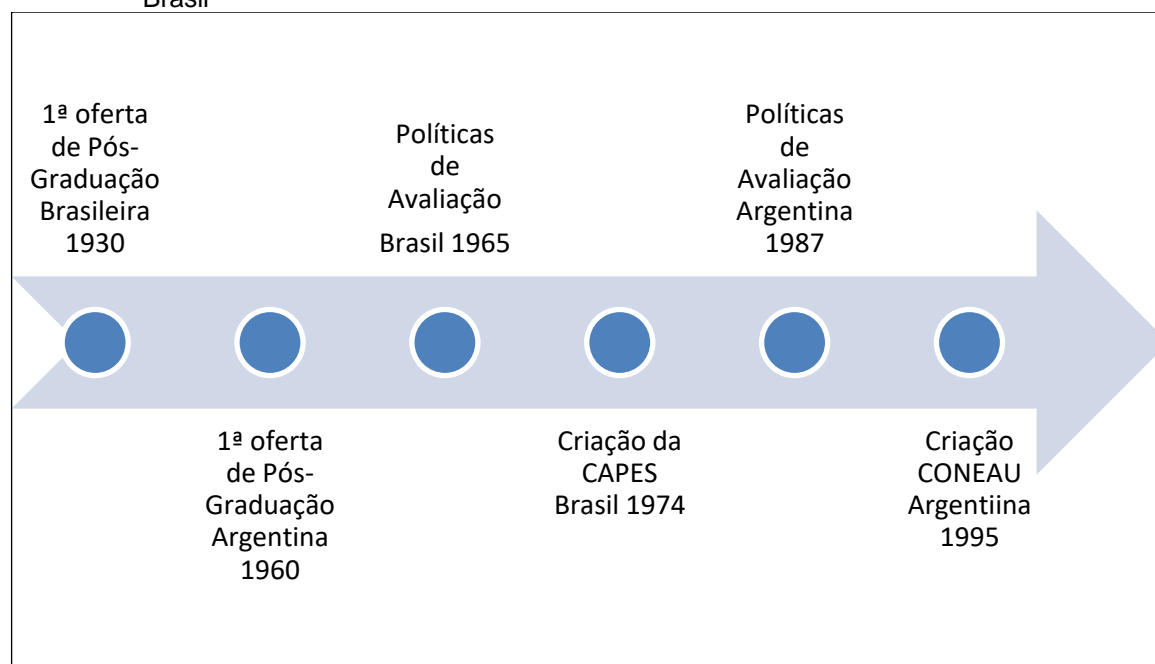 Brasil
1ª oferta
de Pós-
Graduação
Brasileira
1930
Políticas
de
Avaliação
Brasil 1965
Políticas
de
Avaliação
Argentina
1987
1ª oferta
de Pós-
Graduação
Argentina
1960
Criação da
CAPES
Brasil 1974
Criação
CONEAU
Argentiina
1995